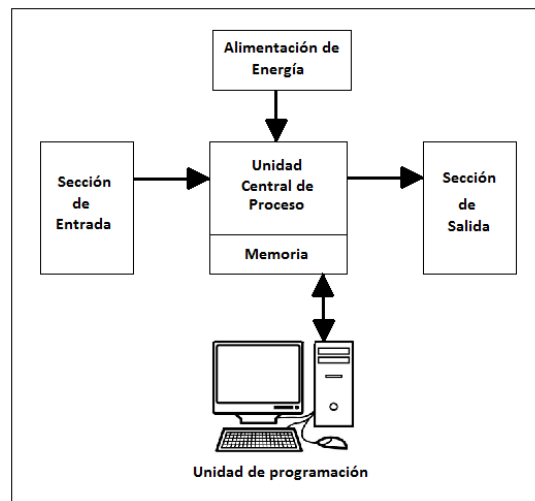 Alimentación de
Energía
Sección
de
Entrada
Unidad
Central de
Proceso
Memoria
Sección
de
Salida
Unidad de programación